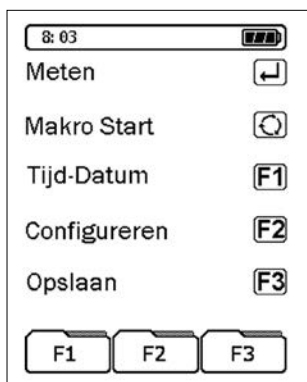 8:03
Meten
Makro Start
Tijd-Datum F1
Configureren F2
Opslaan F3
F1 F2 F3